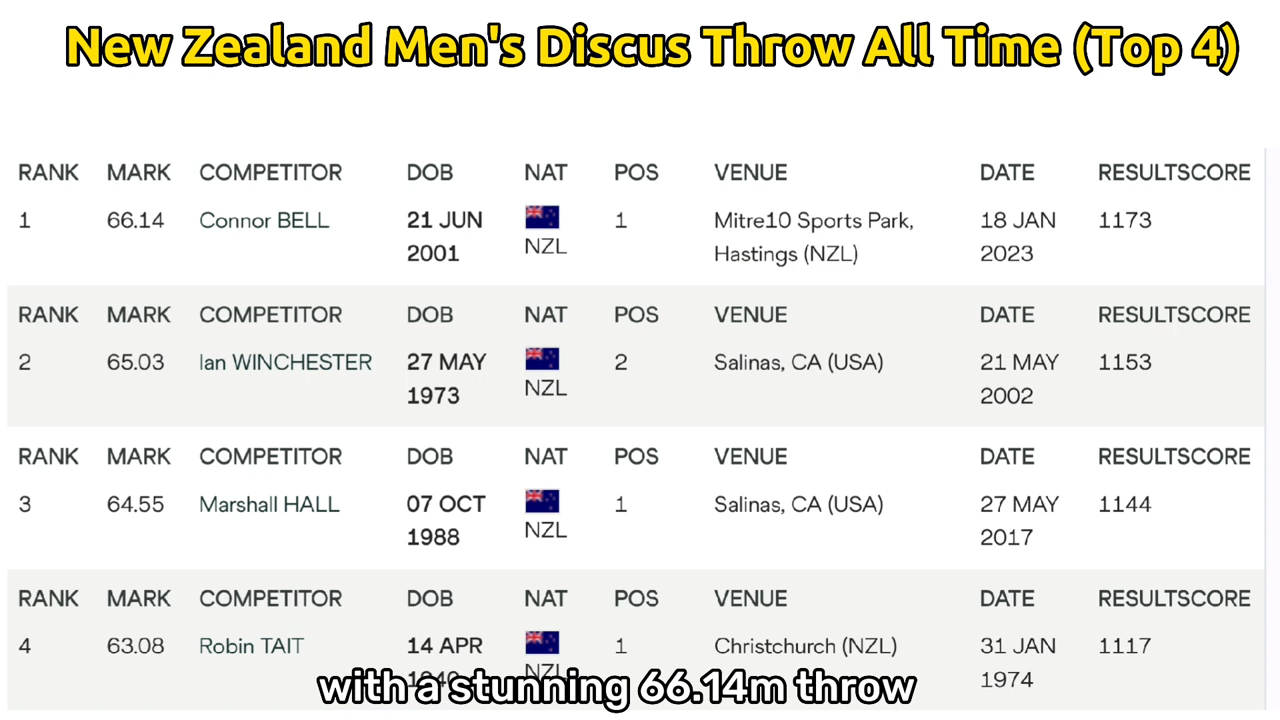 New Zealand Men's Discus Throw All Time (Top 4)
RANK MARK COMPETITOR DOB NAT POS VENUE DATE RESULTSCORE
1 66.14 Connor BELL 21 JUN 1 Mitre10 Sports Park, 18 JAN 1173
2001 NZL Hastings (NZL) 2023
RANK MARK COMPETITOR DOB NAT POS VENUE DATE RESULTSCORE
2 65.03 Ian WINCHESTER 27 MAY 2 Salinas, CA (USA) 21 MAY 1153
1973 NZL 2002
RANK MARK COMPETITOR DOB NAT POS VENUE DATE RESULTSCORE
3 64.55 Marshall HALL 07 OCT 1 Salinas, CA (USA) 27 MAY 1144
1988 NZL 2017
RANK MARK COMPETITOR DOB NAT POS VENUE DATE RESULTSCORE
4 63.08 Robin TAIT 14 APR 1 Christchurch (NZL) 31 JAN 1117
1940 NZL 1974
with a stunning 66.14m throw